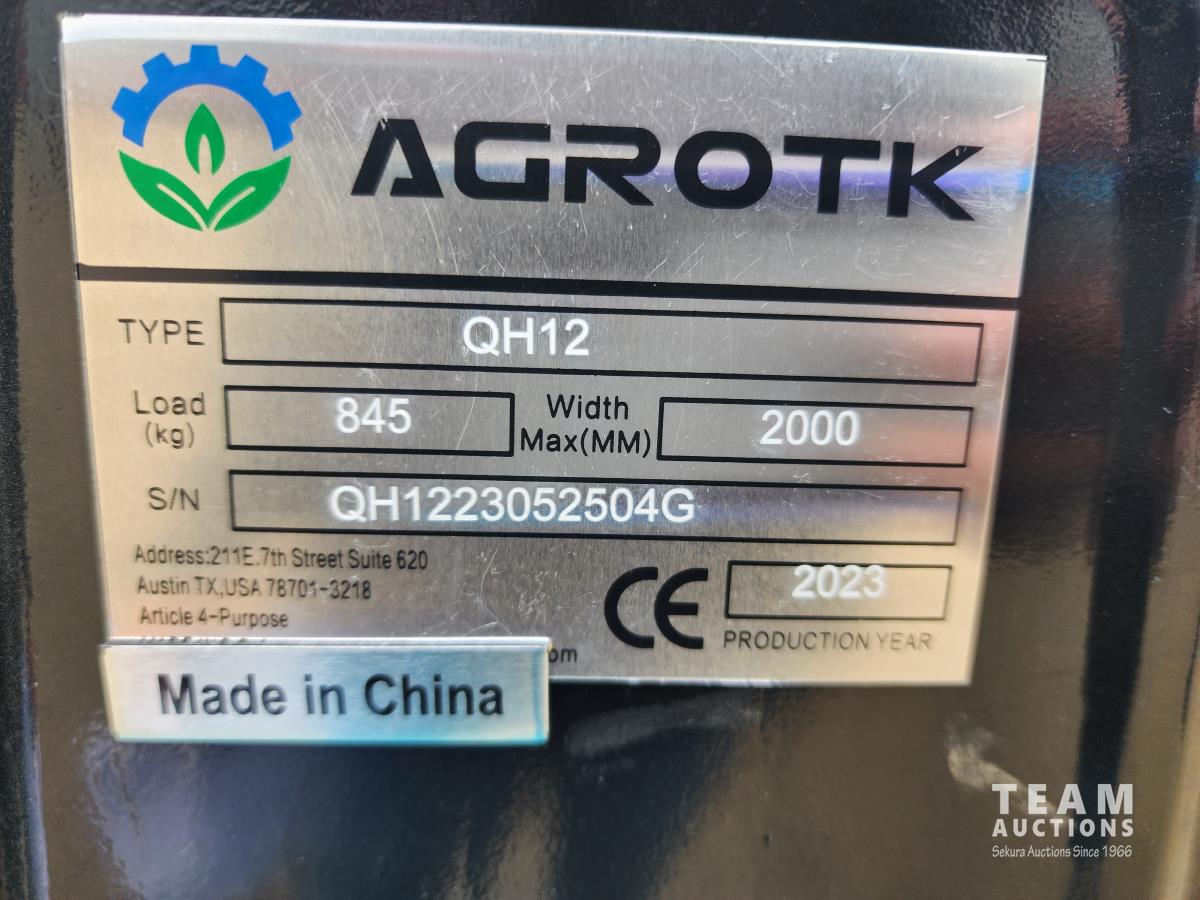 AGROTK
TYPE QH12
Load (kg) 845 Width Max(MM) 2000
S/N QH1223052504G
Address:211E.7th Street Suite 620
Austin TX,USA 78701-3218
Article 4-Purpose
om
CE 2023
PRODUCTION YEAR
Made in China
TEAM
AUCTIONS
Sekura Auctions Since 1966